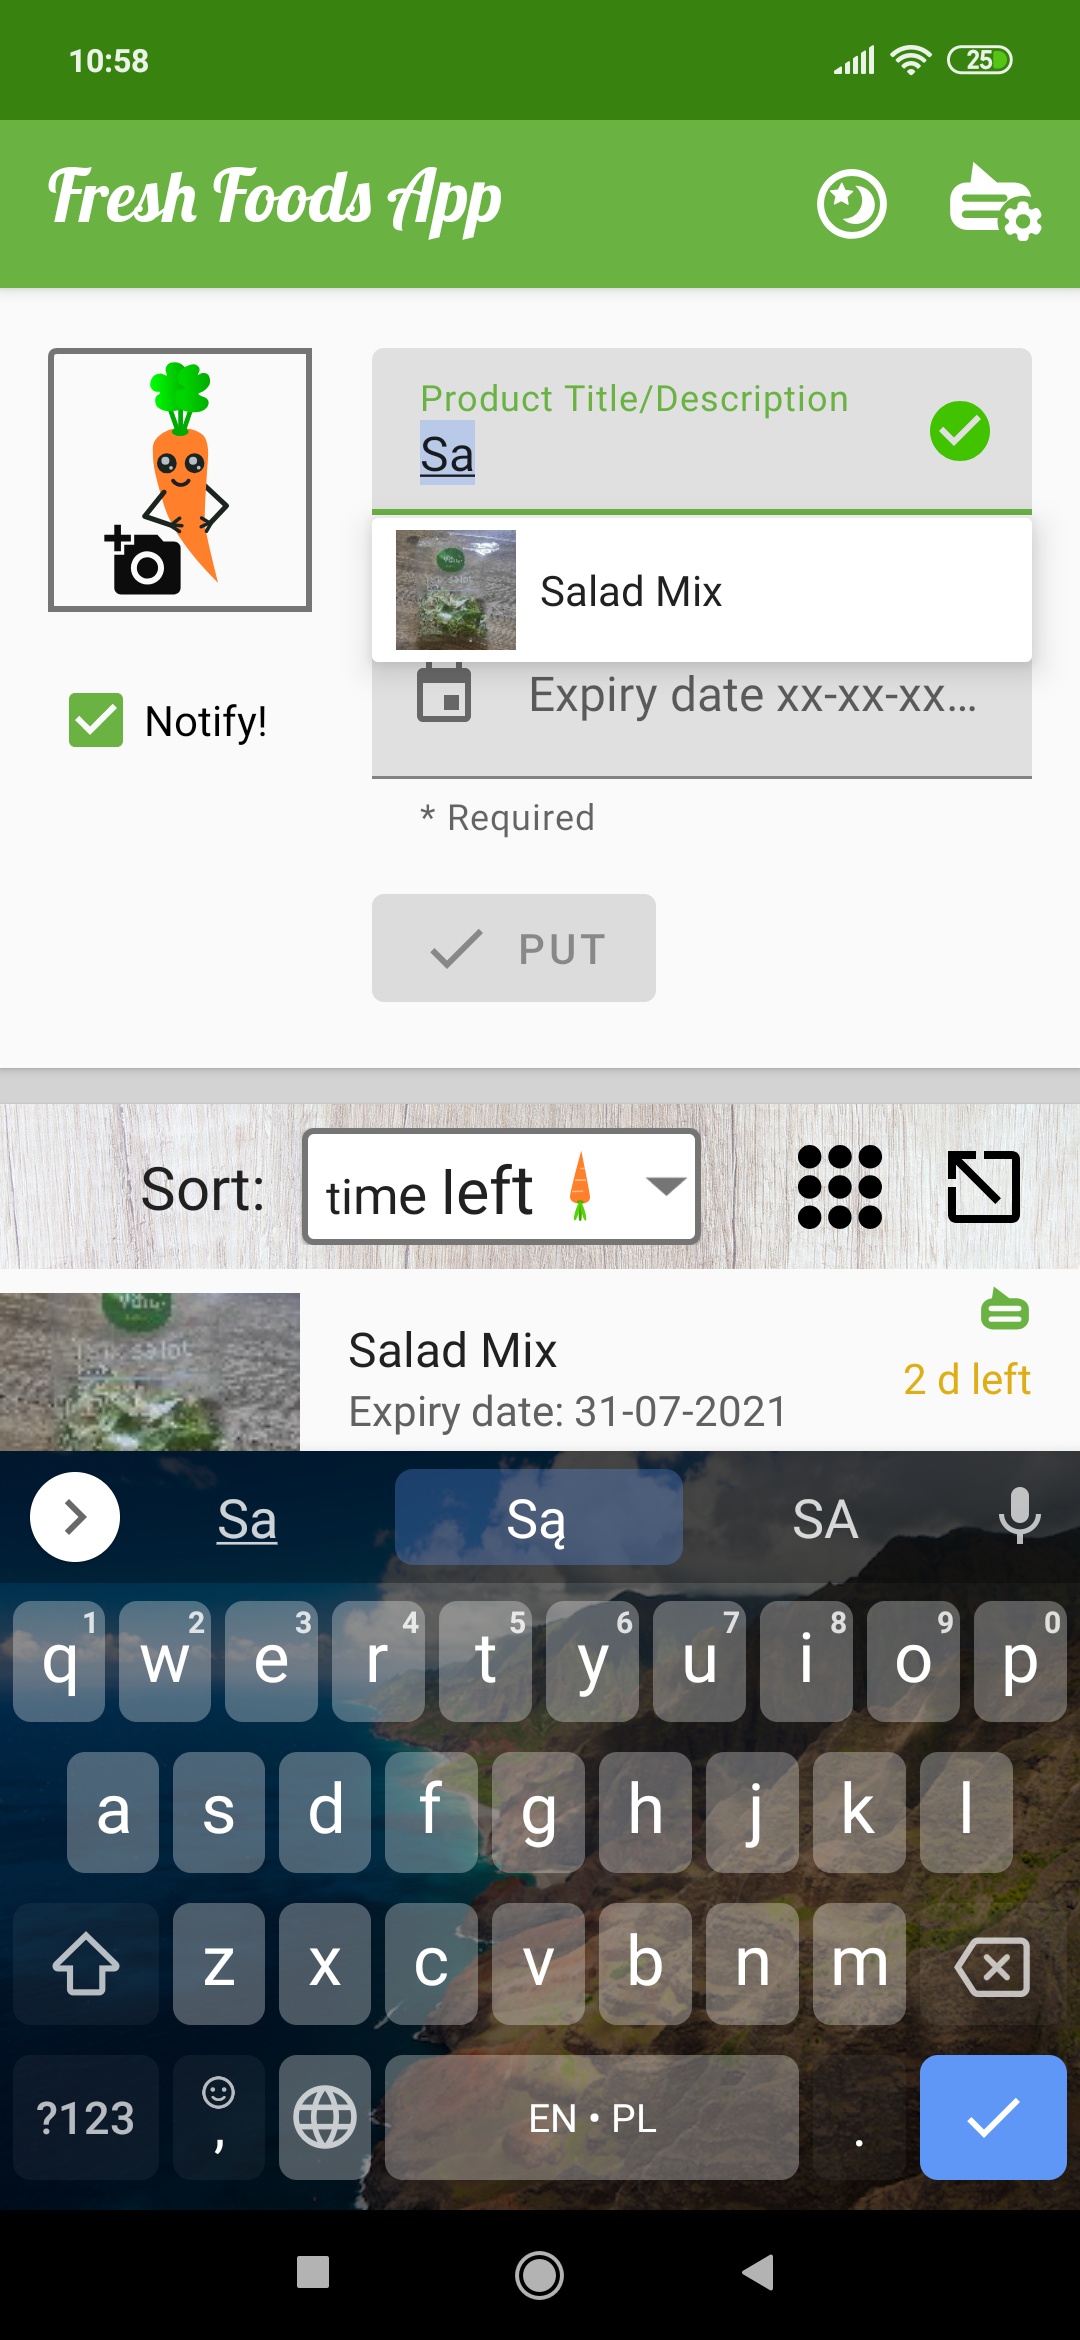 10:58
25
Fresh Foods App
Product Title/Description
Sa
Salad Mix
Expiry date xx-xx-xx...
Notify!
* Required
PUT
Sort:
time left
Salad Mix
2 d left
Expiry date: 31-07-2021
Sa Są SA
1 2 3 4 5 6 7 8 9 0
q w e r t y u i o p
a s d f g h j k l
z x c v b n m
?123 , EN • PL .